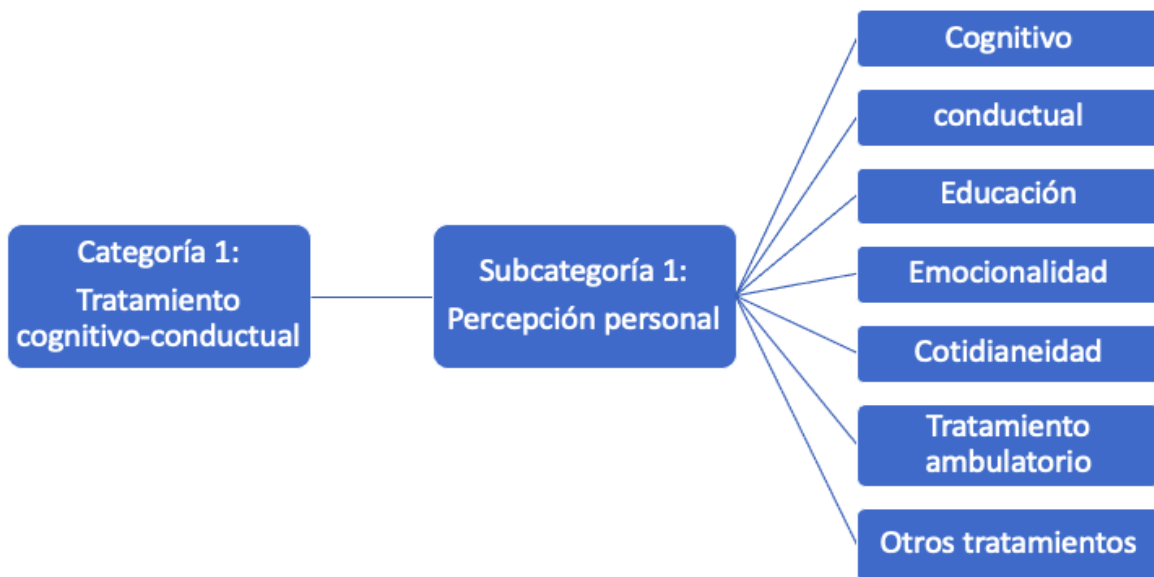 Categoría 1:
Tratamiento
cognitivo-conductual
Subcategoría 1:
Percepción personal
Cognitivo
conductual
Educación
Emocionalidad
Cotidianeidad
Tratamiento
ambulatorio
Otros tratamientos